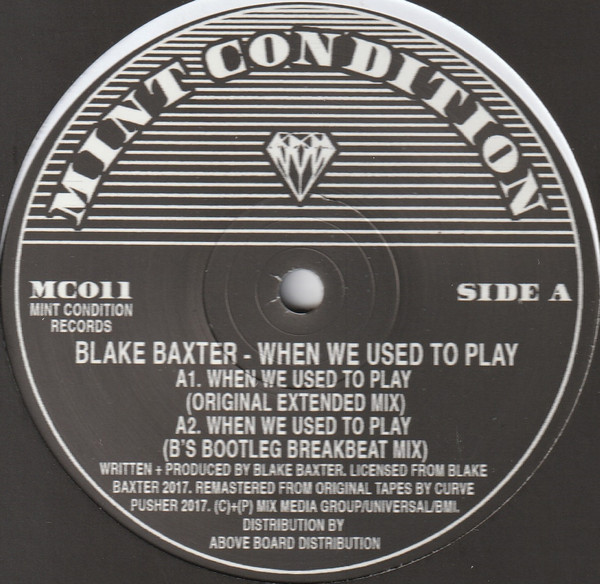 MINT CONDITION
MC011
SIDE A
MINT CONDITION
RECORDS
BLAKE BAXTER - WHEN WE USED TO PLAY
A1. WHEN WE USED TO PLAY
(ORIGINAL EXTENDED MIX)
A2. WHEN WE USED TO PLAY
(B'S BOOTLEG BREAKBEAT MIX)
WRITTEN + PRODUCED BY BLAKE BAXTER. LICENSED FROM BLAKE
BAXTER 2017. REMASTERED FROM ORIGINAL TAPES BY CURVE
PUSHER 2017. (C)+(P) MIX MEDIA GROUP/UNIVERSAL/BMI.
DISTRIBUTION BY
ABOVE BOARD DISTRIBUTION